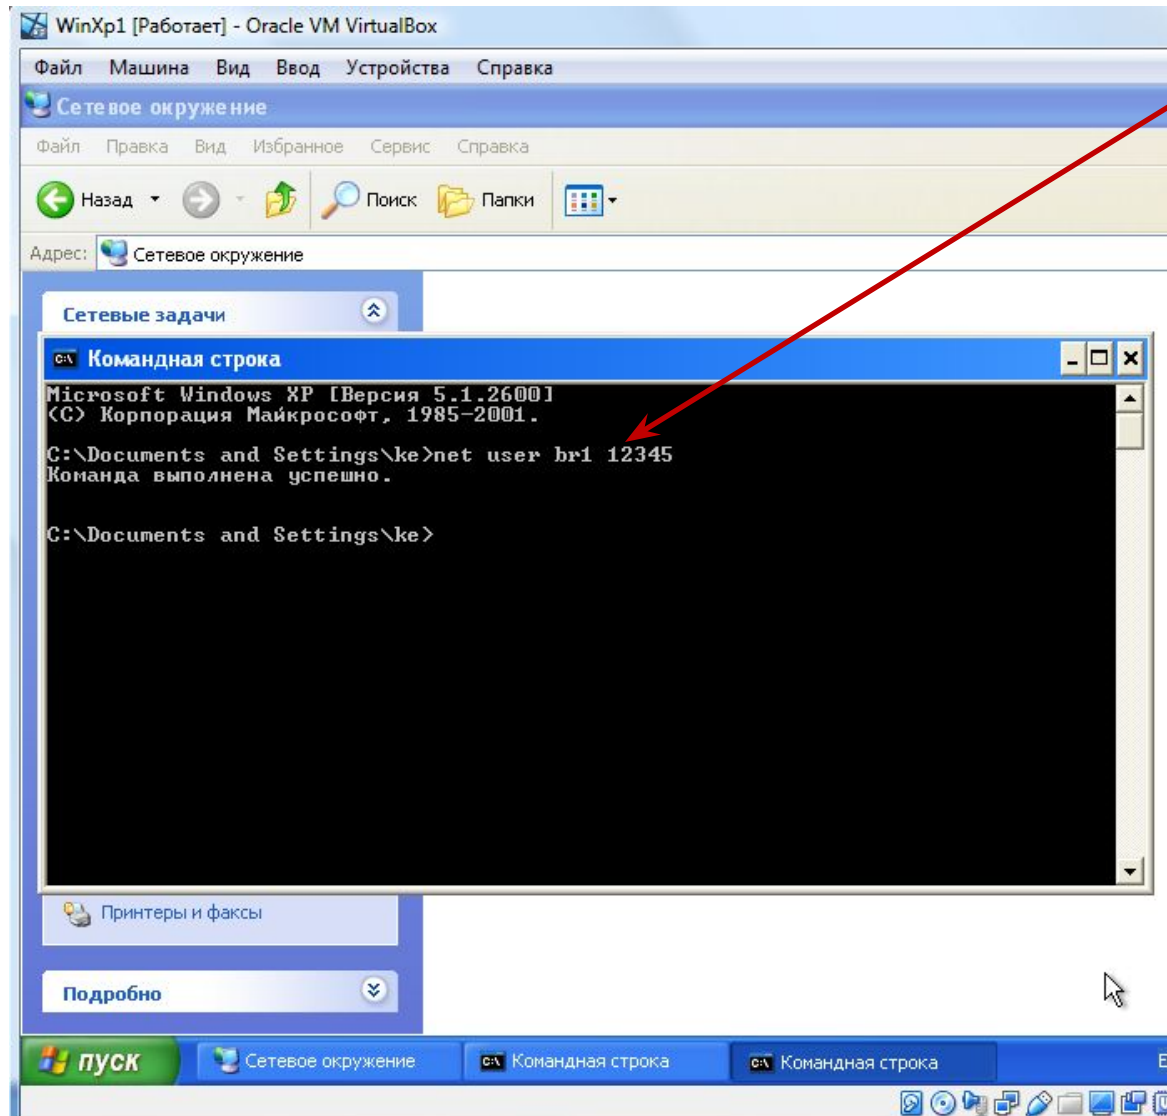 WinXp1 [Работает] - Oracle VM VirtualBox
Файл Машина Вид Ввод Устройства Справка
Сетевое окружение
Файл Правка Вид Избранное Сервис Справка
Назад Поиск Папки
Адрес: Сетевое окружение
Сетевые задачи
Командная строка
Microsoft Windows XP [Версия 5.1.2600]
(C) Корпорация Майкрософт, 1985-2001.
C:\Documents and Settings\ke>net user br1 12345
Команда выполнена успешно.
C:\Documents and Settings\ke>
Принтеры и факсы
Подробно
пуск Сетевое окружение Командная строка Командная строка